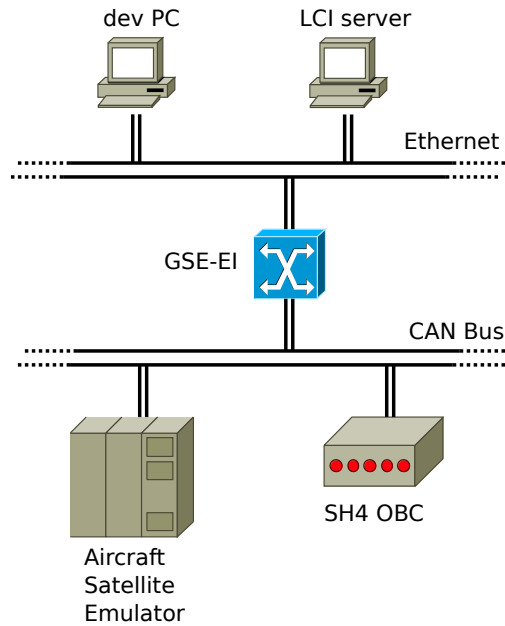 dev PC
LCI server
Ethernet
GSE-EI
CAN Bus
SH4 OBC
Aircraft
Satellite
Emulator